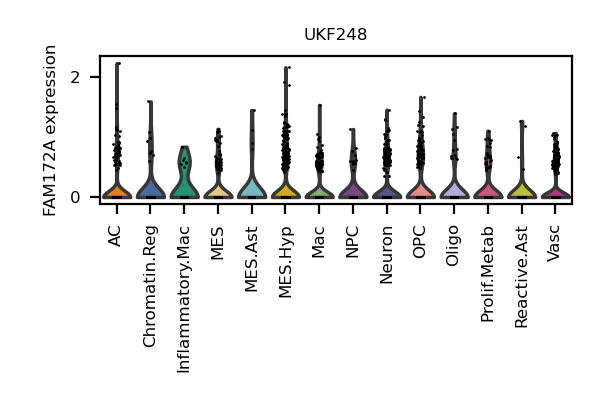 UKF248
FAM172A expression
2
0
AC
Chromatin.Reg
Inflammatory.Mac
MES
MES.Ast
MES.Hyp
Mac
NPC
Neuron
OPC
Oligo
Prolif.Metab
Reactive.Ast
Vasc